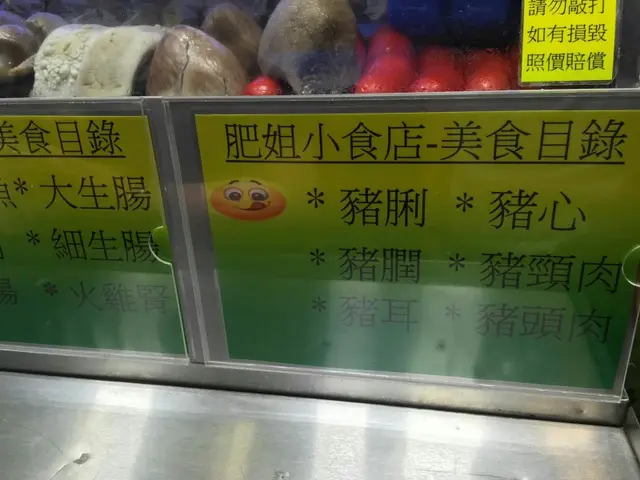 請勿敲打
如有損毀
照價賠償
美食目錄
* 大生腸
* 細生腸
* 火雞腎
肥姐小食店-美食目錄
* 豬脷 * 豬心
* 豬膶 * 豬頸肉
* 豬耳 * 豬頭肉